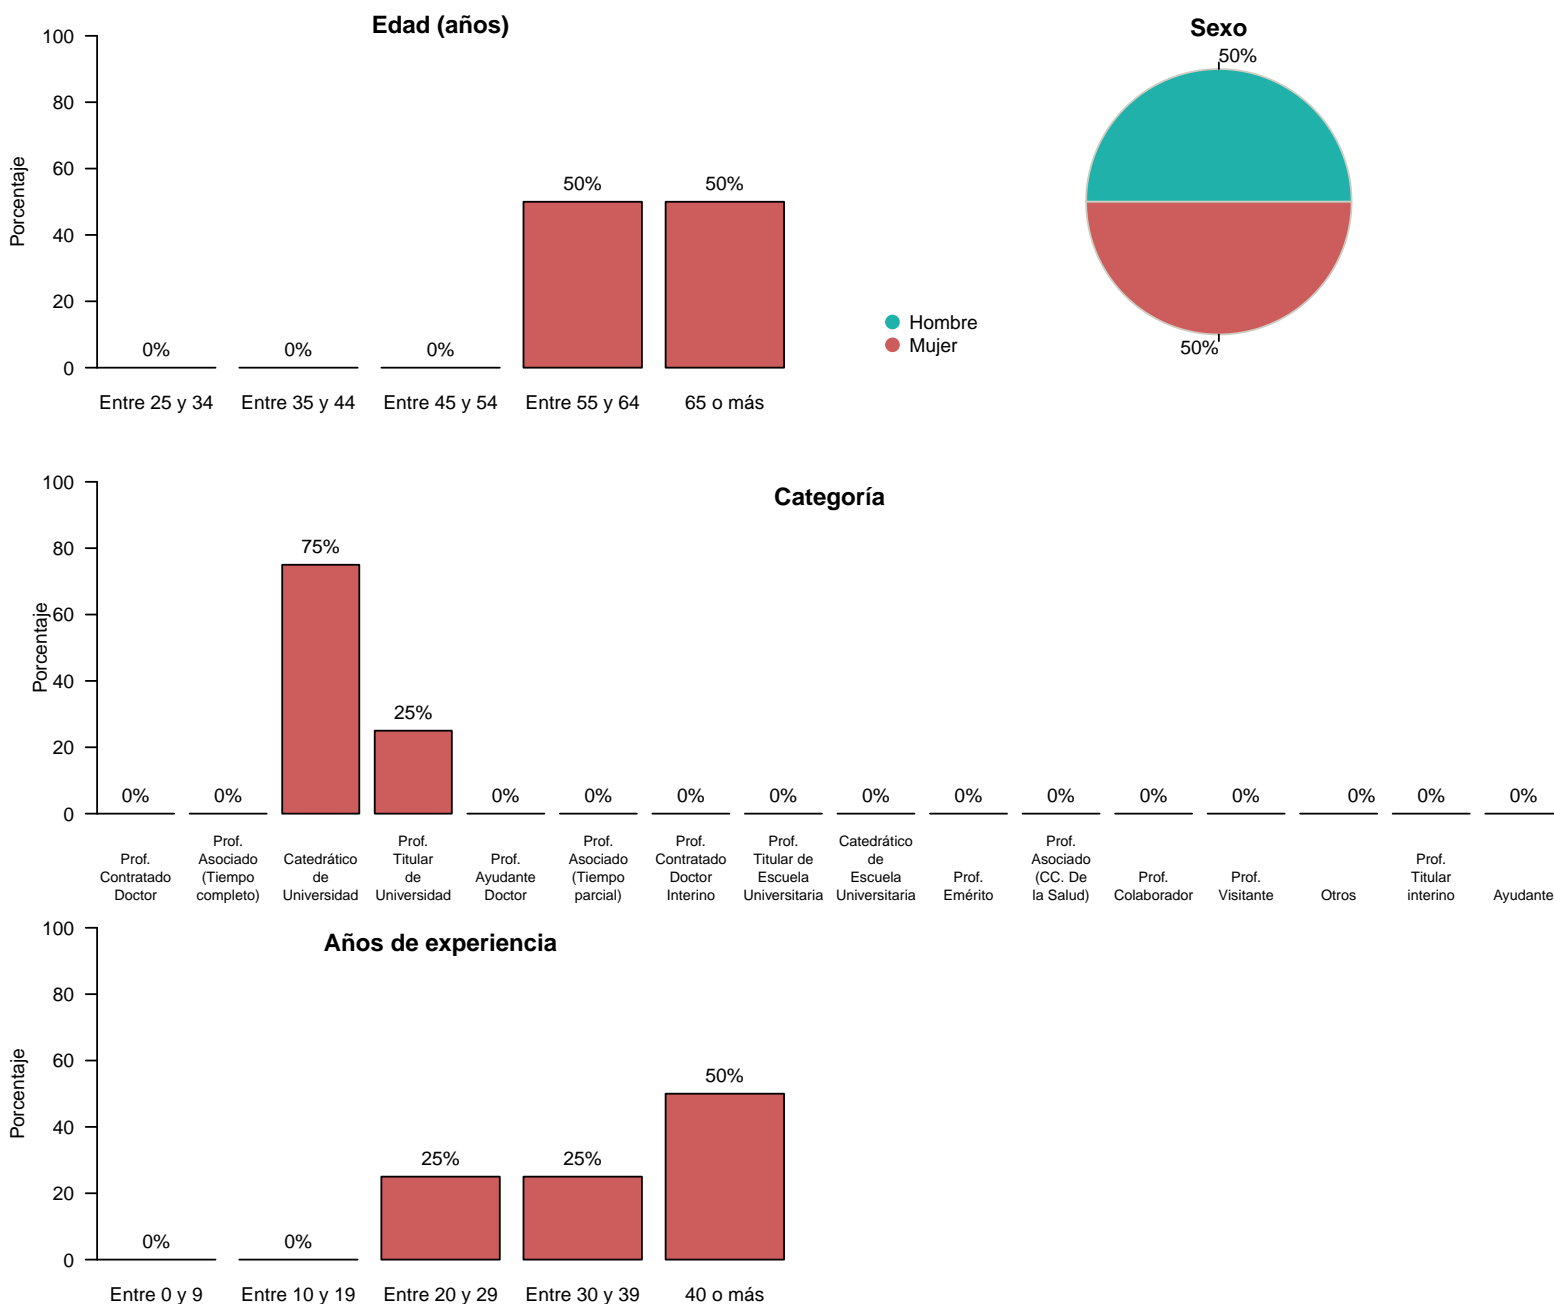 Edad (años)
Porcentaje
100
80
60
40
20
0
0%
0%
0%
50%
50%
Entre 25 y 34
Entre 35 y 44
Entre 45 y 54
Entre 55 y 64
65 o más
Sexo
50%
50%
Hombre
Mujer
Categoría
Porcentaje
100
80
60
40
20
0
0%
0%
75%
25%
0%
0%
0%
0%
0%
0%
0%
0%
0%
0%
0%
0%
Prof.
Contratado
Doctor
Prof.
Asociado
(Tiempo
completo)
Catedrático
de
Universidad
Prof.
Titular
de
Universidad
Prof.
Ayudante
Doctor
Prof.
Asociado
(Tiempo
parcial)
Prof.
Contratado
Doctor
Interino
Prof.
Titular de
Escuela
Universitaria
Catedrático
de
Escuela
Universitaria
Prof.
Emérito
Prof.
Asociado
(CC. De
la Salud)
Prof.
Colaborador
Prof.
Visitante
Otros
Prof.
Titular
interino
Ayudante
Años de experiencia
Porcentaje
100
80
60
40
20
0
0%
0%
25%
25%
50%
Entre 0 y 9
Entre 10 y 19
Entre 20 y 29
Entre 30 y 39
40 o más